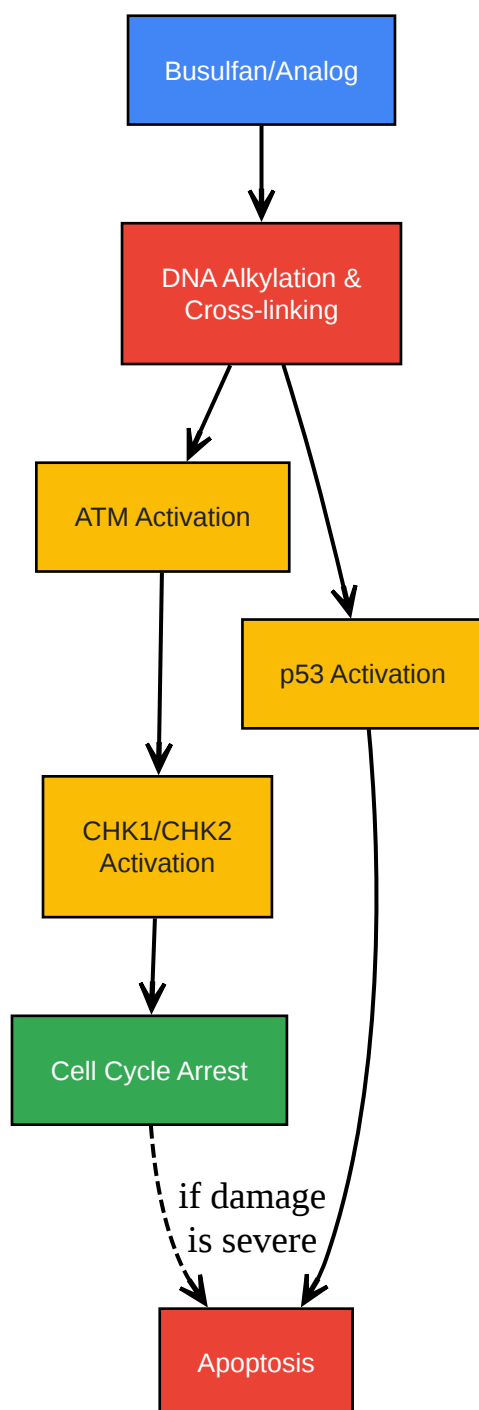 Busulfan/Analog
DNA Alkylation &
Cross-linking
ATM Activation
p53 Activation
CHK1/CHK2
Activation
Cell Cycle Arrest
if damage
is severe
Apoptosis